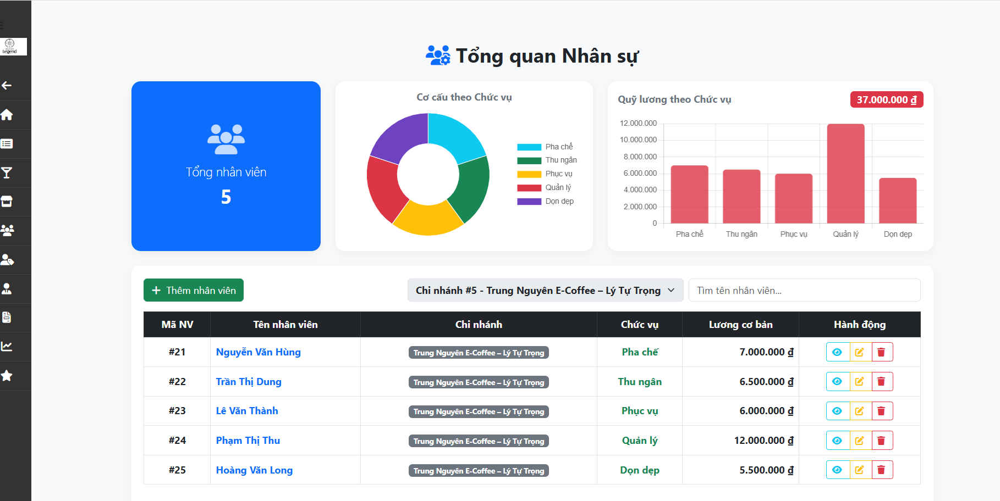 Legend
Tổng quan Nhân sự
Tổng nhân viên
5
Cơ cấu theo Chức vụ
Pha chế
Thu ngân
Phục vụ
Quản lý
Dọn dẹp
Quỹ lương theo Chức vụ
37.000.000 ₫
12.000.000
10.000.000
8.000.000
6.000.000
4.000.000
2.000.000
0
Pha chế Thu ngân Phục vụ Quản lý Dọn dẹp
+ Thêm nhân viên
Chi nhánh #5 - Trung Nguyên E-Coffee – Lý Tự Trọng
Tìm tên nhân viên...
Mã NV Tên nhân viên Chi nhánh Chức vụ Lương cơ bản Hành động
#21 Nguyễn Văn Hùng Trung Nguyên E-Coffee – Lý Tự Trọng Pha chế 7.000.000 ₫
#22 Trần Thị Dung Trung Nguyên E-Coffee – Lý Tự Trọng Thu ngân 6.500.000 ₫
#23 Lê Văn Thành Trung Nguyên E-Coffee – Lý Tự Trọng Phục vụ 6.000.000 ₫
#24 Phạm Thị Thu Trung Nguyên E-Coffee – Lý Tự Trọng Quản lý 12.000.000 ₫
#25 Hoàng Văn Long Trung Nguyên E-Coffee – Lý Tự Trọng Dọn dẹp 5.500.000 ₫